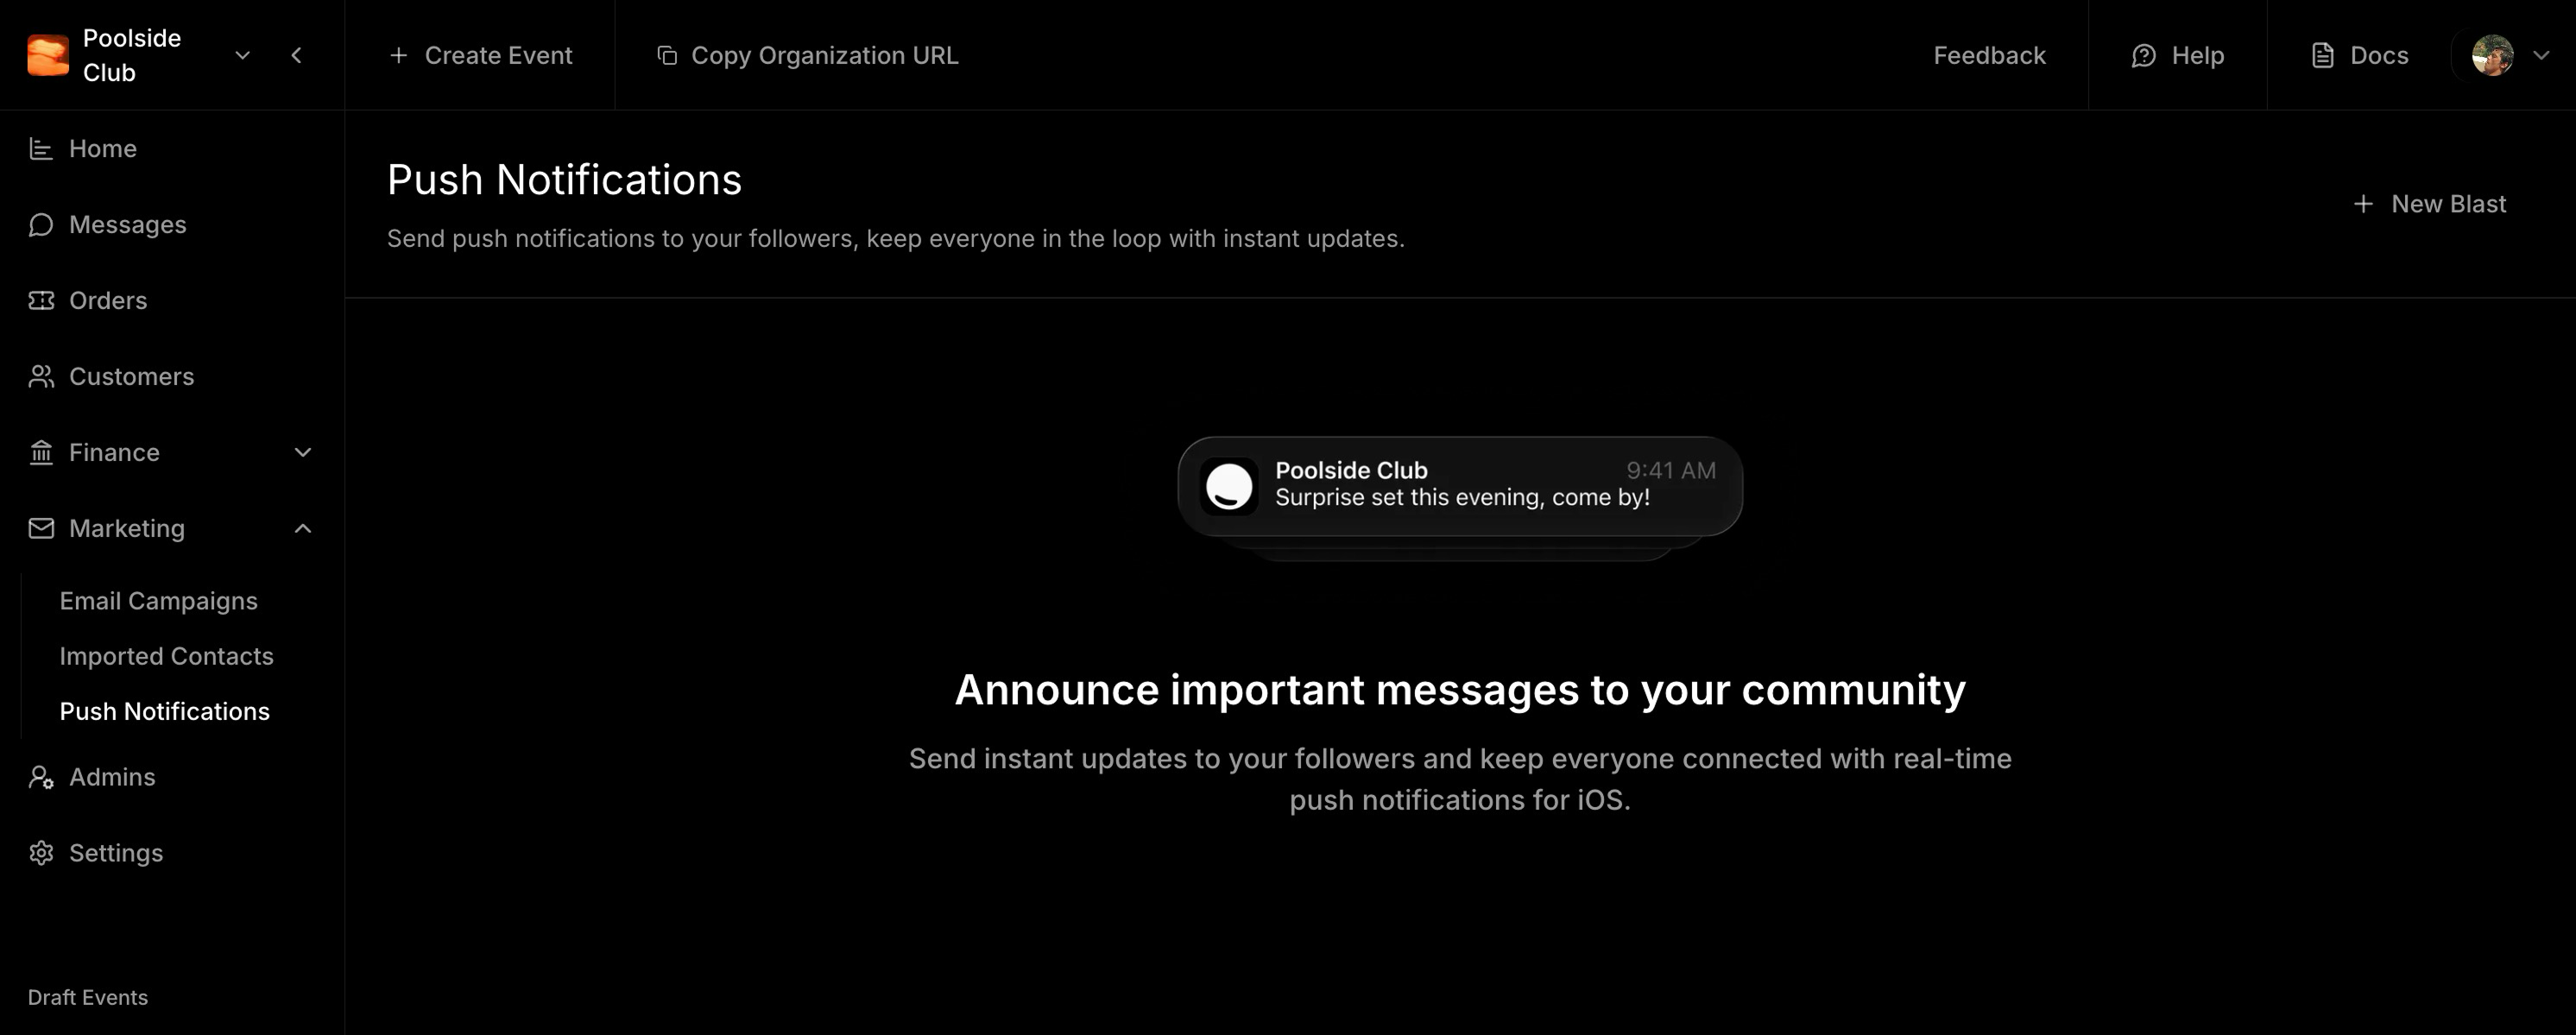 Poolside
Club
Create Event
Copy Organization URL
Feedback
Help
Docs
Home
Messages
Orders
Customers
Finance
Marketing
Email Campaigns
Imported Contacts
Push Notifications
Admins
Settings
Draft Events
Push Notifications
Send push notifications to your followers, keep everyone in the loop with instant updates.
New Blast
Poolside Club 9:41 AM
Surprise set this evening, come by!
Announce important messages to your community
Send instant updates to your followers and keep everyone connected with real-time
push notifications for iOS.